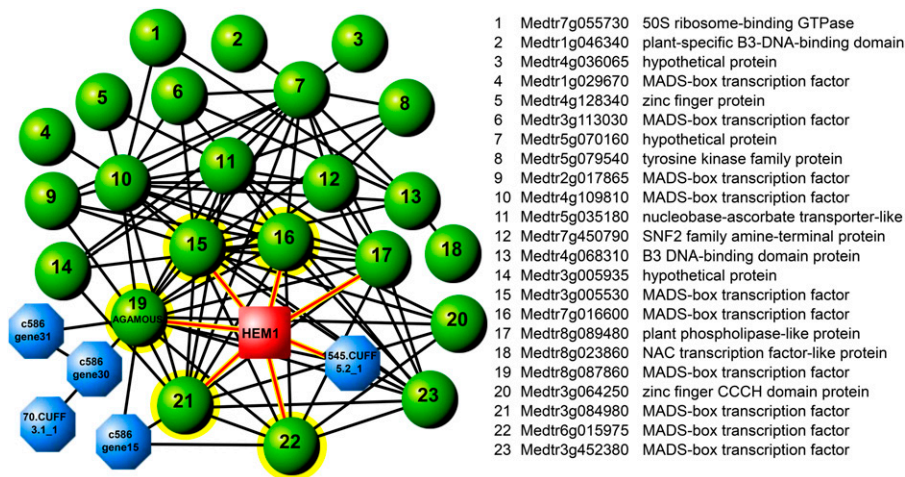 1
2
3
4
5
6
7
8
9
10
11
12
13
14
15
16
17
18
19
AGAMOUS
20
21
22
23
HEM1
c586
gene31
c586
gene30
70.CUFF
3.1_1
c586
gene15
1545.CUFF
5.2_1
1 Medtr7g055730 50S ribosome-binding GTPase
2 Medtr1g046340 plant-specific B3-DNA-binding domain
3 Medtr4g036065 hypothetical protein
4 Medtr1g029670 MADS-box transcription factor
5 Medtr4g128340 zinc finger protein
6 Medtr3g113030 MADS-box transcription factor
7 Medtr5g070160 hypothetical protein
8 Medtr5g079540 tyrosine kinase family protein
9 Medtr2g017865 MADS-box transcription factor
10 Medtr4g109810 MADS-box transcription factor
11 Medtr5g035180 nucleobase-ascorbate transporter-like
12 Medtr7g450790 SNF2 family amine-terminal protein
13 Medtr4g068310 B3 DNA-binding domain protein
14 Medtr3g005935 hypothetical protein
15 Medtr3g005530 MADS-box transcription factor
16 Medtr7g016600 MADS-box transcription factor
17 Medtr8g089480 plant phospholipase-like protein
18 Medtr8g023860 NAC transcription factor-like protein
19 Medtr8g087860 MADS-box transcription factor
20 Medtr3g064250 zinc finger CCCH domain protein
21 Medtr3g084980 MADS-box transcription factor
22 Medtr6g015975 MADS-box transcription factor
23 Medtr3g452380 MADS-box transcription factor